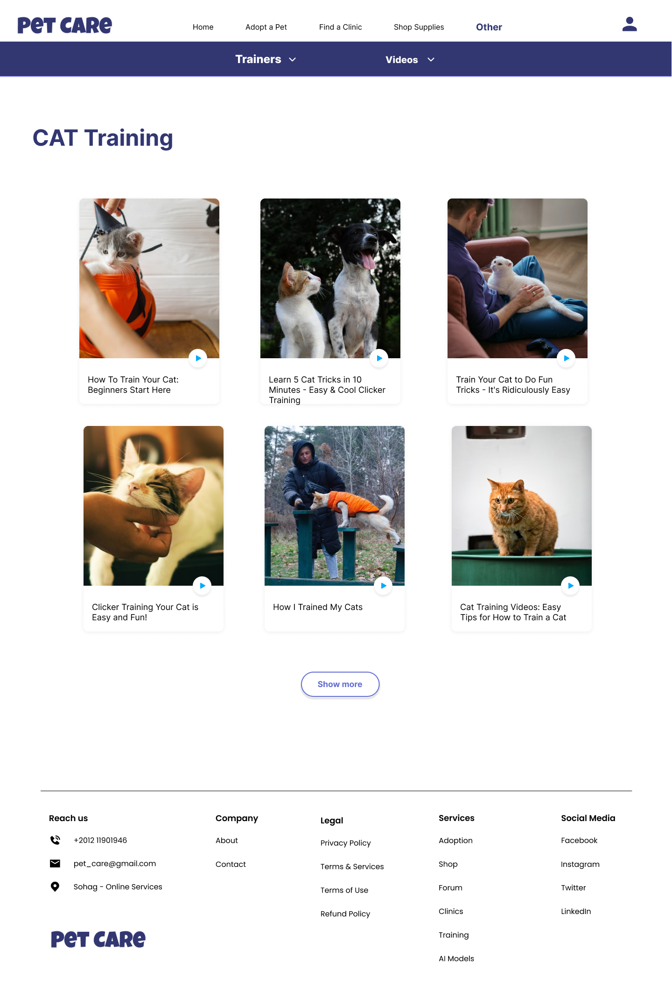 PET CARE
Home
Adopt a Pet
Find a Clinic
Shop Supplies
Other
Trainers
Videos
CAT Training
How To Train Your Cat:
Beginners Start Here
Learn 5 Cat Tricks in 10
Minutes - Easy & Cool Clicker
Training
Train Your Cat to Do Fun
Tricks - It's Ridiculously Easy
Clicker Training Your Cat is
Easy and Fun!
How I Trained My Cats
Cat Training Videos: Easy
Tips for How to Train a Cat
Show more
Reach us
+2012 11901946
pet_care@gmail.com
Sohag - Online Services
PET CARE
Company
About
Contact
Legal
Privacy Policy
Terms & Services
Terms of Use
Refund Policy
Services
Adoption
Shop
Forum
Clinics
Training
AI Models
Social Media
Facebook
Instagram
Twitter
LinkedIn